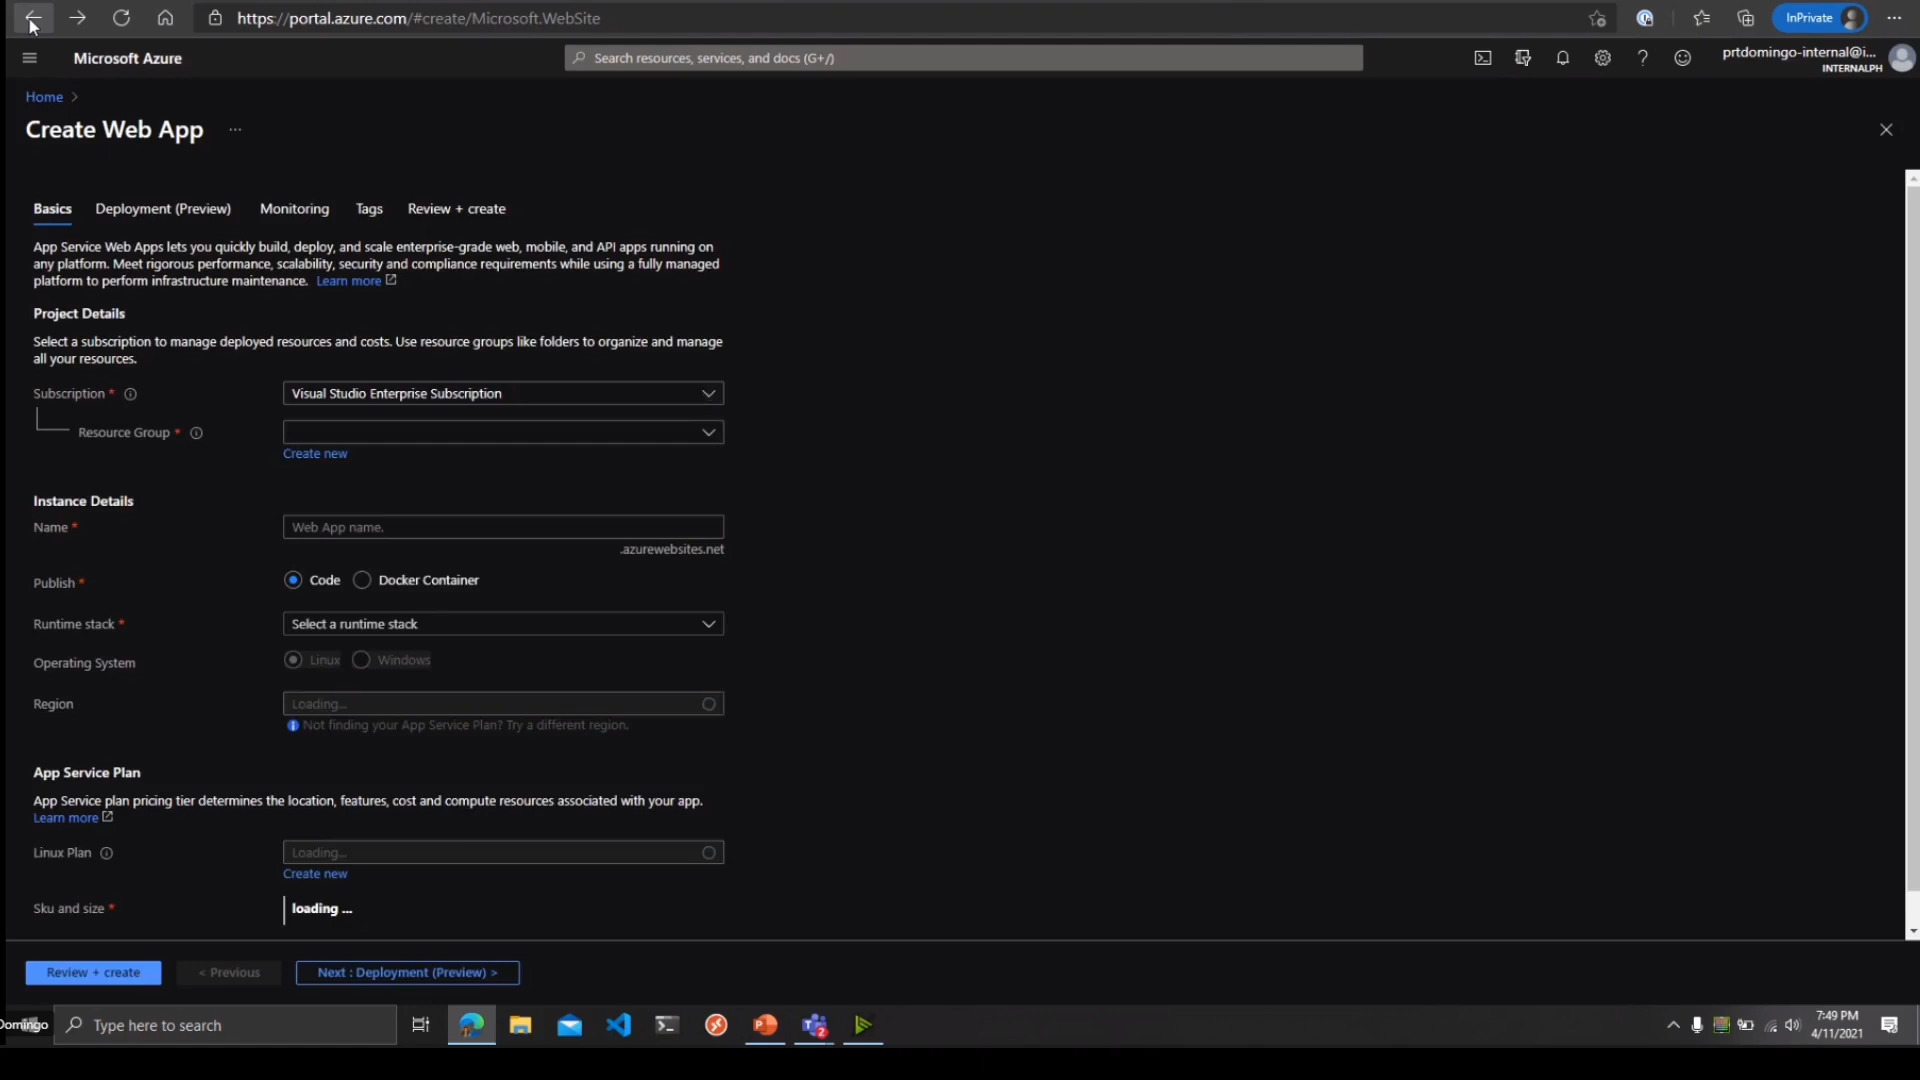 https://portal.azure.com/#create/Microsoft.WebSite
InPrivate
Microsoft Azure
Search resources, services, and docs (G+/)
prtdomingo-internal@i...
INTERNALPH
Home
Create Web App
Basics Deployment (Preview) Monitoring Tags Review + create
App Service Web Apps lets you quickly build, deploy, and scale enterprise-grade web, mobile, and API apps running on
any platform. Meet rigorous performance, scalability, security and compliance requirements while using a fully managed
platform to perform infrastructure maintenance. Learn more
Project Details
Select a subscription to manage deployed resources and costs. Use resource groups like folders to organize and manage
all your resources.
Subscription * Visual Studio Enterprise Subscription
Resource Group *
Create new
Instance Details
Name * Web App name.
.azurewebsites.net
Publish * Code Docker Container
Runtime stack * Select a runtime stack
Operating System Linux Windows
Region Loading...
Not finding your App Service Plan? Try a different region.
App Service Plan
App Service plan pricing tier determines the location, features, cost and compute resources associated with your app.
Learn more
Linux Plan Loading...
Create new
Sku and size * loading ...
Review + create < Previous Next : Deployment (Preview) >
Domingo
Type here to search
2
7:49 PM
4/11/2021